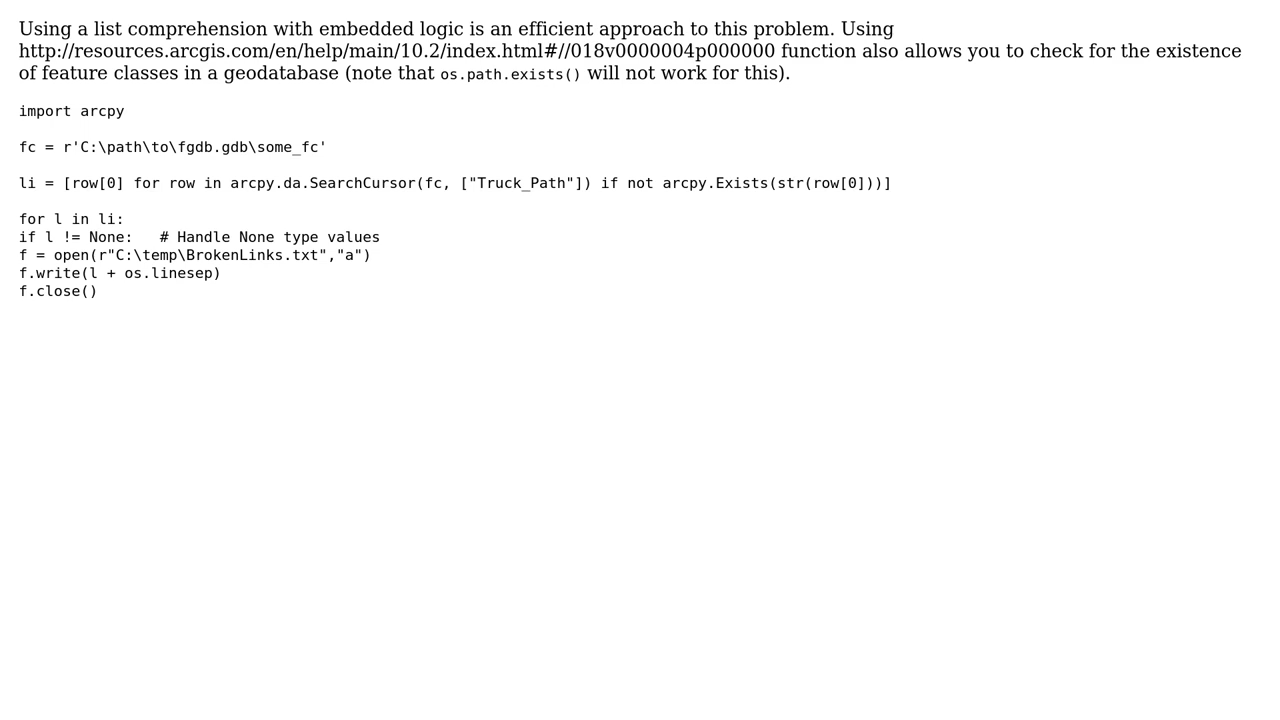 Using a list comprehension with embedded logic is an efficient approach to this problem. Using
http://resources.arcgis.com/en/help/main/10.2/index.html#//018v0000004p000000 function also allows you to check for the existence
of feature classes in a geodatabase (note that os.path.exists() will not work for this).
import arcpy
fc = r'C:\path\to\fgdb.gdb\some_fc'
li = [row[0] for row in arcpy.da.SearchCursor(fc, ["Truck_Path"]) if not arcpy.Exists(str(row[0]))]
for l in li:
if l != None:   # Handle None type values
f = open(r"C:\temp\BrokenLinks.txt","a")
f.write(l + os.linesep)
f.close()